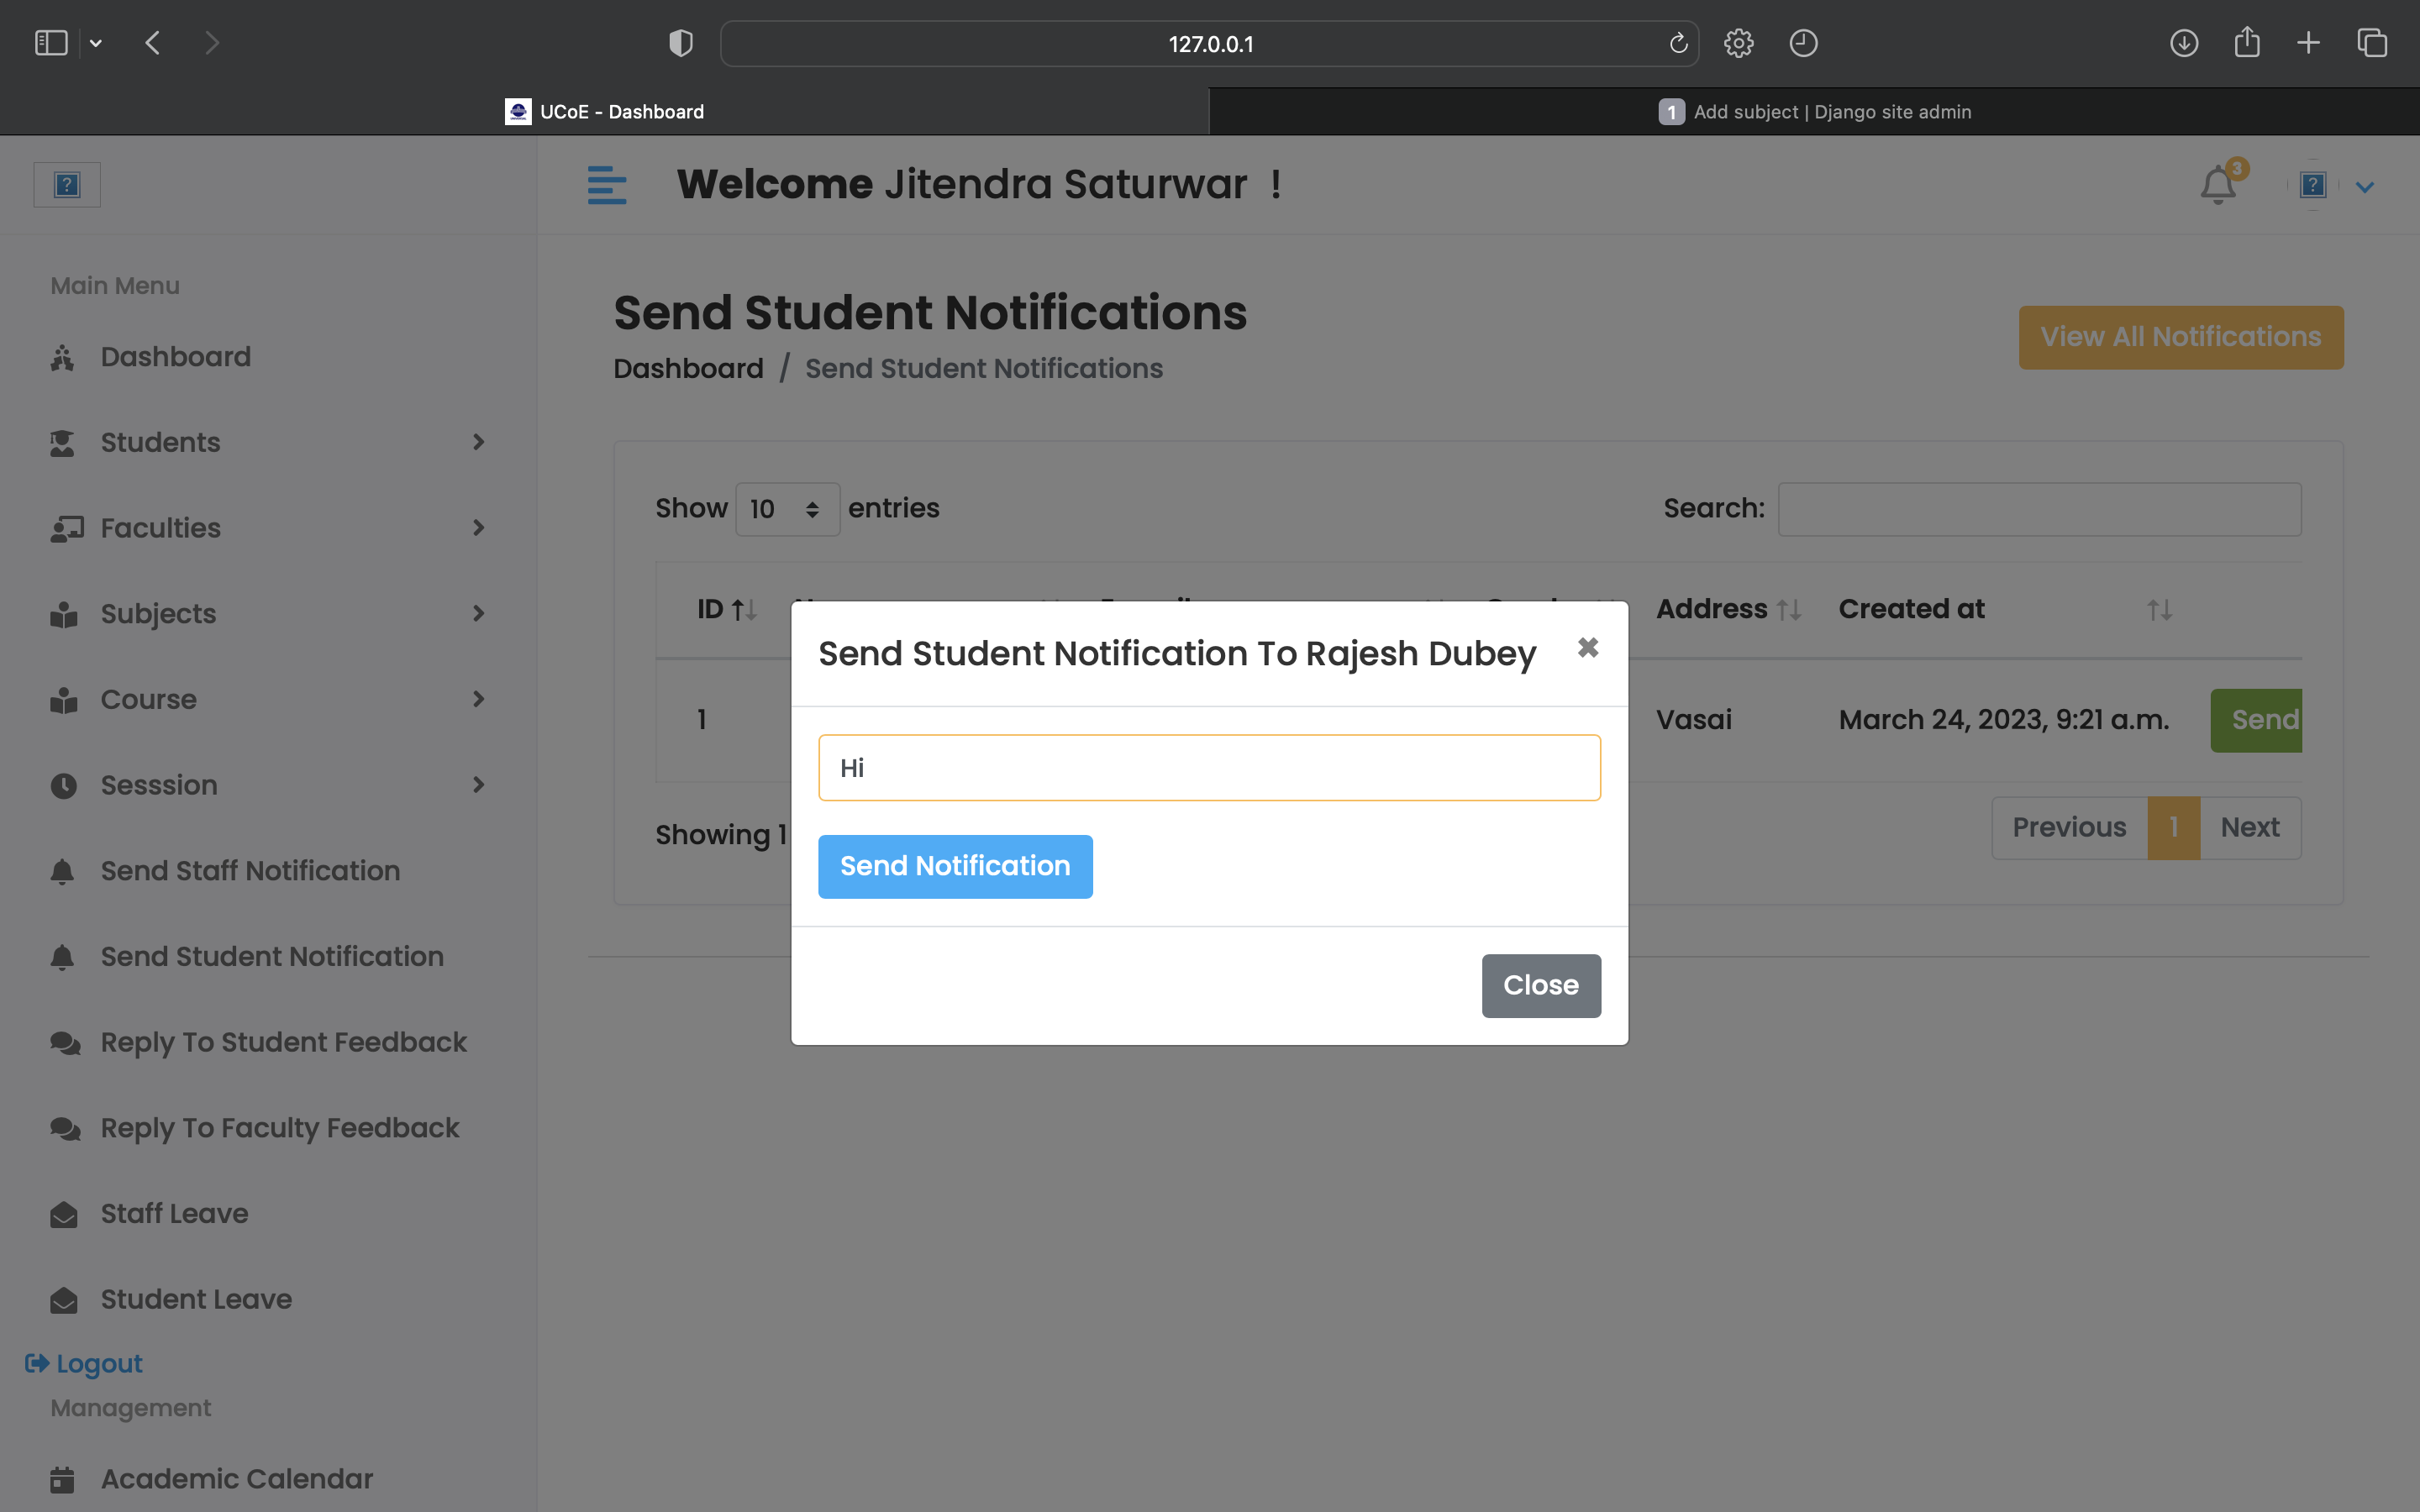 127.0.0.1
UCoE - Dashboard
1 Add subject | Django site admin
Welcome Jitendra Saturwar !
3
Main Menu
Dashboard
Students
Faculties
Subjects
Course
Sesssion
Send Staff Notification
Send Student Notification
Reply To Student Feedback
Reply To Faculty Feedback
Staff Leave
Student Leave
Logout
Management
Academic Calendar
Send Student Notifications
View All Notifications
Dashboard / Send Student Notifications
Show 10 entries
Search:
ID Address Created at
1 Vasai March 24, 2023, 9:21 a.m. Send
Showing 1
Previous 1 Next
Send Student Notification To Rajesh Dubey
Hi
Send Notification
Close